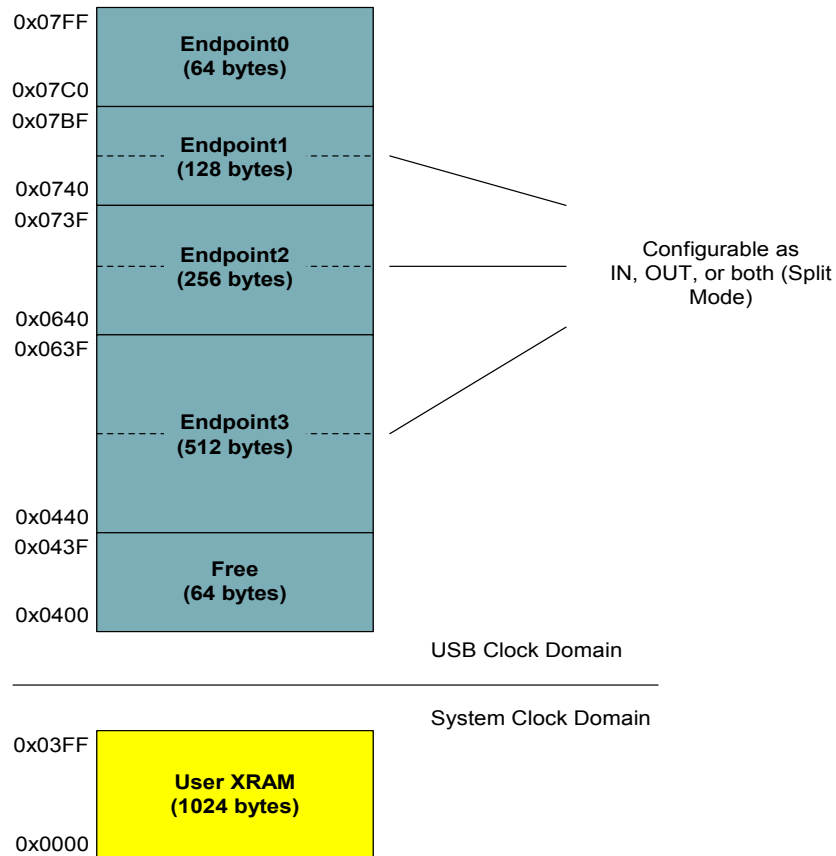 0x07FF
Endpoint0
(64 bytes)
0x07C0
0x07BF
Endpoint1
(128 bytes)
0x0740
0x073F
Endpoint2
(256 bytes)
0x0640
0x063F
Endpoint3
(512 bytes)
0x0440
0x043F
Free
(64 bytes)
0x0400
Configurable as
IN, OUT, or both (Split
Mode)
USB Clock Domain
System Clock Domain
0x03FF
User XRAM
(1024 bytes)
0x0000